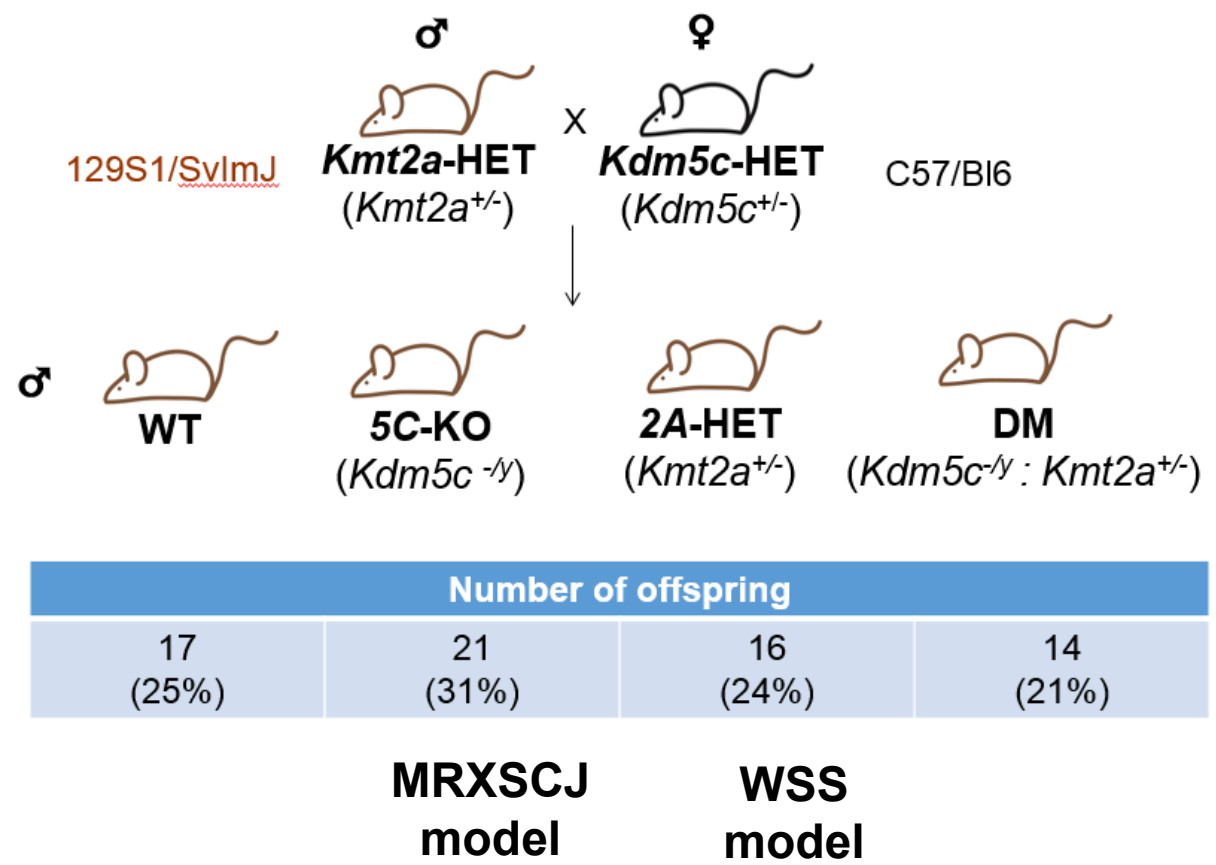 ♂ ♀
X
129S1/SvImJ Kmt2a-HET Kdm5c-HET C57/Bl6
(Kmt2a+/-) (Kdm5c+/-)
♂
WT 5C-KO 2A-HET DM
(Kdm5c -/y) (Kmt2a+/-) (Kdm5c-/y : Kmt2a+/-)
Number of offspring
17 21 16 14
(25%) (31%) (24%) (21%)
MRXSCJ WSS
model model